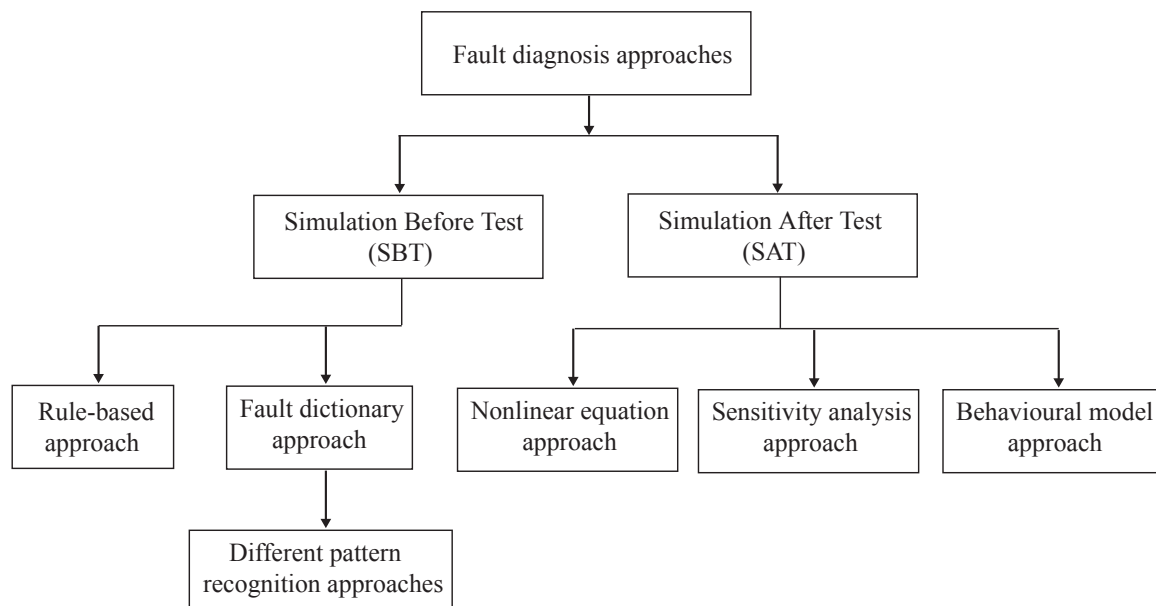 Fault diagnosis approaches
Simulation Before Test
(SBT)
Simulation After Test
(SAT)
Rule-based
approach
Fault dictionary
approach
Nonlinear equation
approach
Sensitivity analysis
approach
Behavioural model
approach
Different pattern
recognition approaches